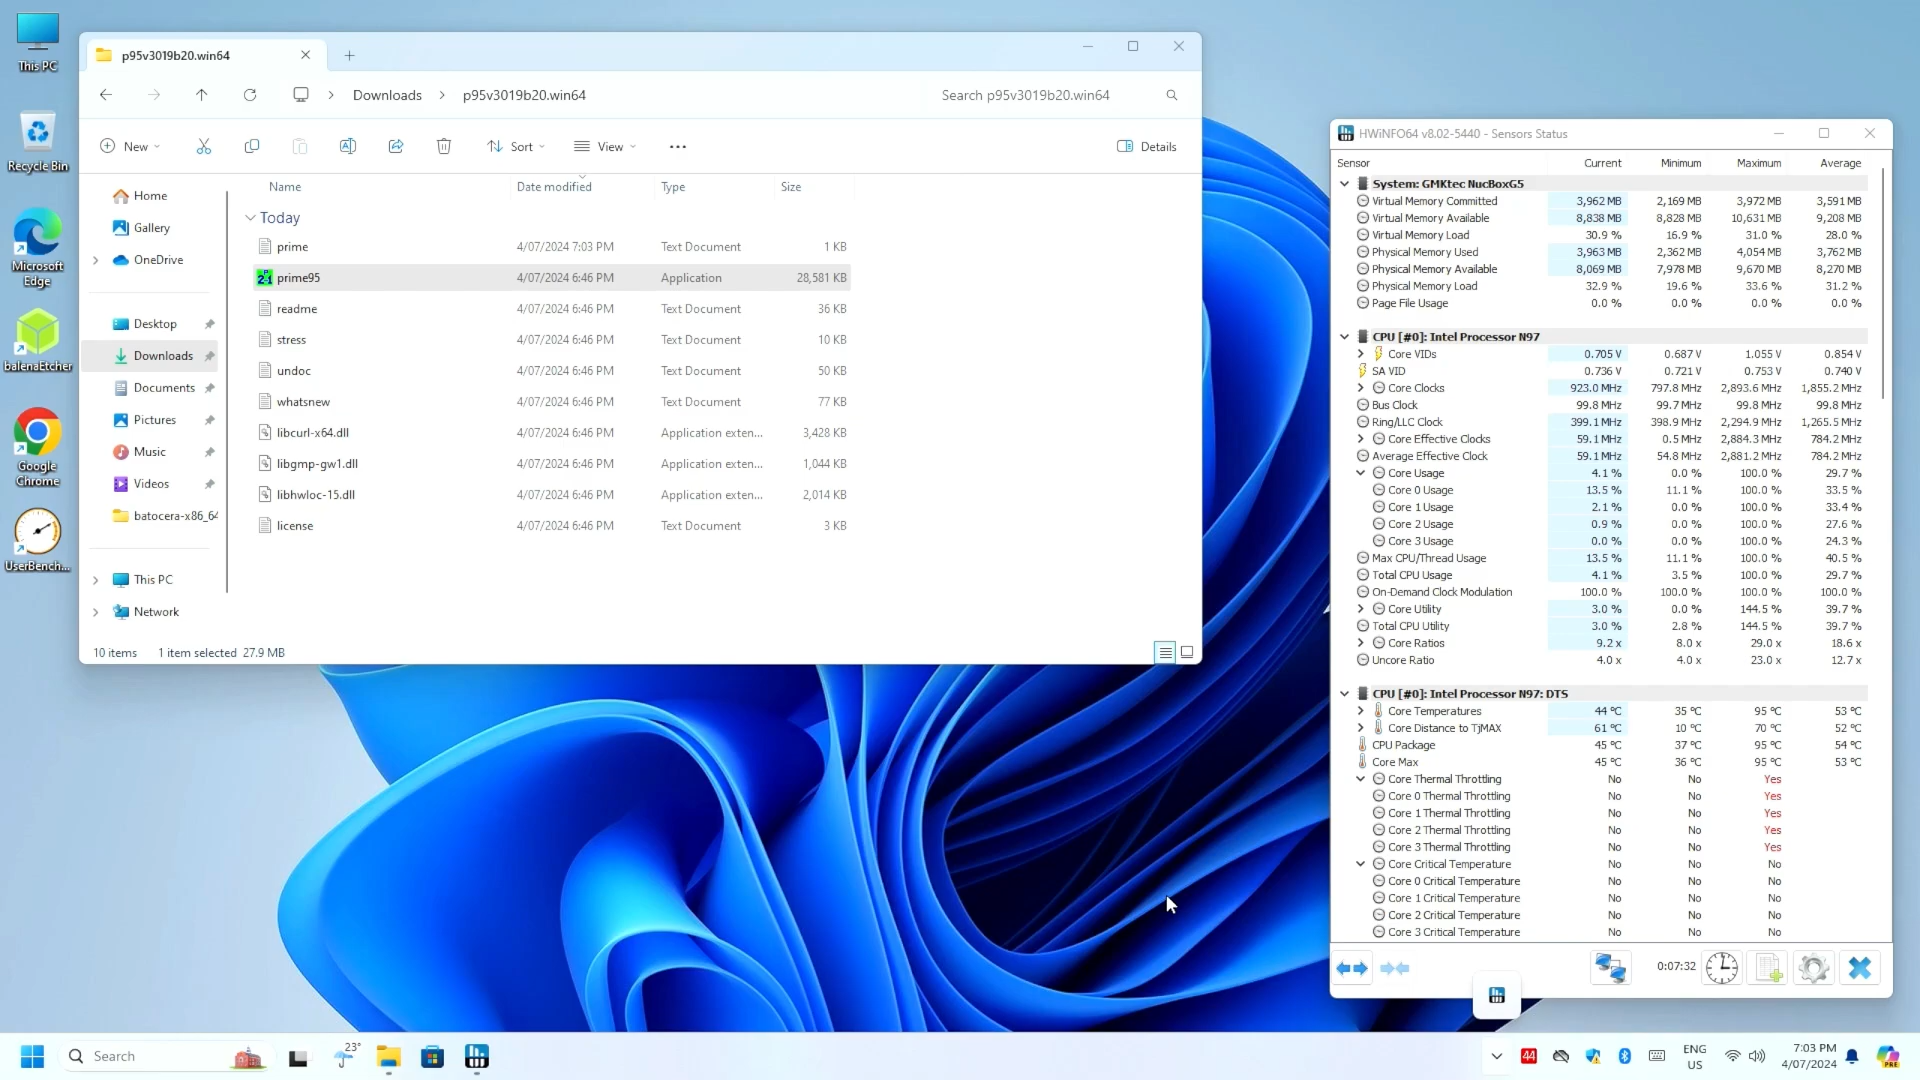 This PC
Recycle Bin
Microsoft
Edge
balenaEtcher
Google
Chrome
UserBench...
p95v3019b20.win64
Downloads
p95v3019b20.win64
Search p95v3019b20.win64
New
Sort
View
Details
Home
Gallery
OneDrive
Desktop
Downloads
Documents
Pictures
Music
Videos
batocera-x86_64
This PC
Network
Name Date modified Type Size
Today
prime 4/07/2024 7:03 PM Text Document 1 KB
prime95 4/07/2024 6:46 PM Application 28,581 KB
readme 4/07/2024 6:46 PM Text Document 36 KB
stress 4/07/2024 6:46 PM Text Document 10 KB
undoc 4/07/2024 6:46 PM Text Document 50 KB
whatsnew 4/07/2024 6:46 PM Text Document 77 KB
libcurl-x64.dll 4/07/2024 6:46 PM Application exten... 3,428 KB
libgmp-gw1.dll 4/07/2024 6:46 PM Application exten... 1,044 KB
libhwloc-15.dll 4/07/2024 6:46 PM Application exten... 2,014 KB
license 4/07/2024 6:46 PM Text Document 3 KB
10 items 1 item selected 27.9 MB
HWiNFO64 v8.02-5440 - Sensors Status
Sensor Current Minimum Maximum Average
System: GMKtec NucBoxG5
Virtual Memory Committed 3,962 MB 2,169 MB 3,972 MB 3,591 MB
Virtual Memory Available 8,838 MB 8,828 MB 10,631 MB 9,208 MB
Virtual Memory Load 30.9 % 16.9 % 31.0 % 28.0 %
Physical Memory Used 3,963 MB 2,362 MB 4,054 MB 3,762 MB
Physical Memory Available 8,069 MB 7,978 MB 9,670 MB 8,270 MB
Physical Memory Load 32.9 % 19.6 % 33.6 % 31.2 %
Page File Usage 0.0 % 0.0 % 0.0 % 0.0 %
CPU [#0]: Intel Processor N97
Core VIDs 0.705 V 0.687 V 1.055 V 0.854 V
SA VID 0.736 V 0.721 V 0.753 V 0.740 V
Core Clocks 923.0 MHz 797.8 MHz 2,893.6 MHz 1,855.2 MHz
Bus Clock 99.8 MHz 99.7 MHz 99.8 MHz 99.8 MHz
Ring/LLC Clock 399.1 MHz 398.9 MHz 2,294.9 MHz 1,265.5 MHz
Core Effective Clocks 59.1 MHz 0.5 MHz 2,884.3 MHz 784.2 MHz
Average Effective Clock 59.1 MHz 54.8 MHz 2,881.2 MHz 784.2 MHz
Core Usage 4.1 % 0.0 % 100.0 % 29.7 %
Core 0 Usage 13.5 % 11.1 % 100.0 % 33.5 %
Core 1 Usage 2.1 % 0.0 % 100.0 % 33.4 %
Core 2 Usage 0.9 % 0.0 % 100.0 % 27.6 %
Core 3 Usage 0.0 % 0.0 % 100.0 % 24.3 %
Max CPU/Thread Usage 13.5 % 11.1 % 100.0 % 40.5 %
Total CPU Usage 4.1 % 3.5 % 100.0 % 29.7 %
On-Demand Clock Modulation 100.0 % 100.0 % 100.0 % 100.0 %
Core Utility 3.0 % 0.0 % 144.5 % 39.7 %
Total CPU Utility 3.0 % 2.8 % 144.5 % 39.7 %
Core Ratios 9.2 x 8.0 x 29.0 x 18.6 x
Uncore Ratio 4.0 x 4.0 x 23.0 x 12.7 x
CPU [#0]: Intel Processor N97: DTS
Core Temperatures 44 °C 35 °C 95 °C 53 °C
Core Distance to TjMAX 61 °C 10 °C 70 °C 52 °C
CPU Package 45 °C 37 °C 95 °C 54 °C
Core Max 45 °C 36 °C 95 °C 53 °C
Core Thermal Throttling No No Yes
Core 0 Thermal Throttling No No Yes
Core 1 Thermal Throttling No No Yes
Core 2 Thermal Throttling No No Yes
Core 3 Thermal Throttling No No Yes
Core Critical Temperature No No No
Core 0 Critical Temperature No No No
Core 1 Critical Temperature No No No
Core 2 Critical Temperature No No No
Core 3 Critical Temperature No No No
0:07:32
Search
23°
44
ENG
US
7:03 PM
4/07/2024
PRE